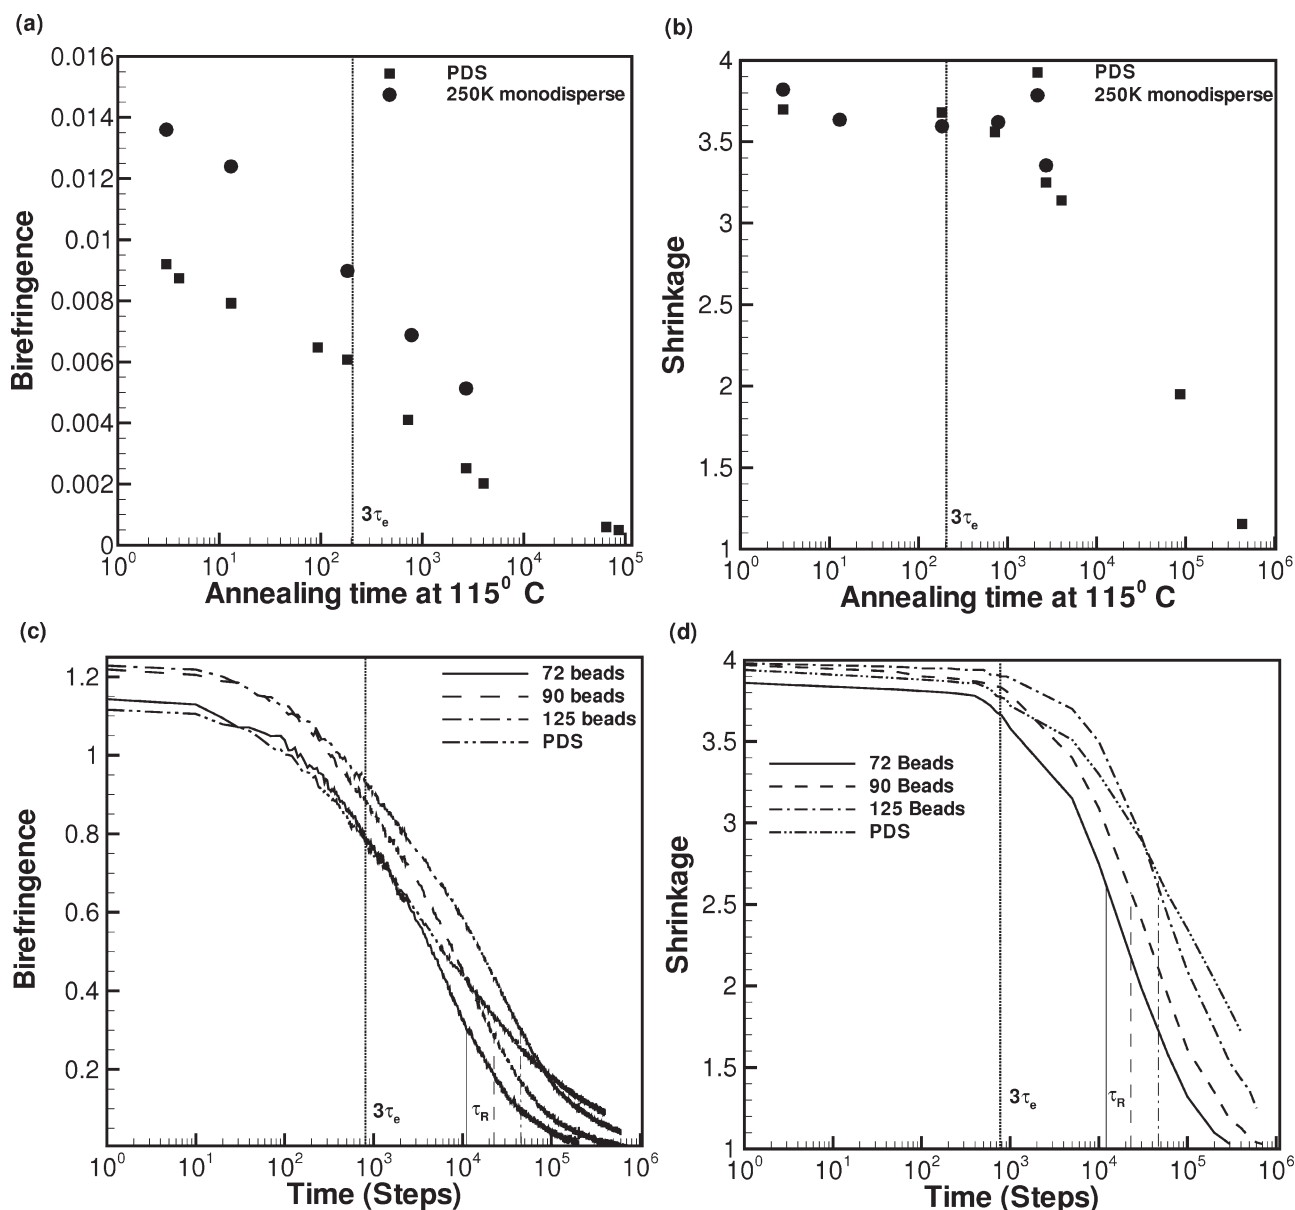 (a)
0.016
0.014
0.012
0.01
0.008
0.006
0.004
0.002
0
Birefringence
PDS
250K monodisperse
3τe
10^0 10^1 10^2 10^3 10^4 10^5
Annealing time at 115^0 C
(b)
4
3.5
3
2.5
2
1.5
1
Shrinkage
PDS
250K monodisperse
3τe
10^0 10^1 10^2 10^3 10^4 10^5 10^6
Annealing time at 115^0 C
(c)
1.2
1
0.8
0.6
0.4
0.2
Birefringence
72 beads
90 beads
125 beads
PDS
3τe
τR
10^0 10^1 10^2 10^3 10^4 10^5 10^6
Time (Steps)
(d)
4
3.5
3
2.5
2
1.5
1
Shrinkage
72 Beads
90 Beads
125 Beads
PDS
3τe
τR
10^0 10^1 10^2 10^3 10^4 10^5 10^6
Time (Steps)